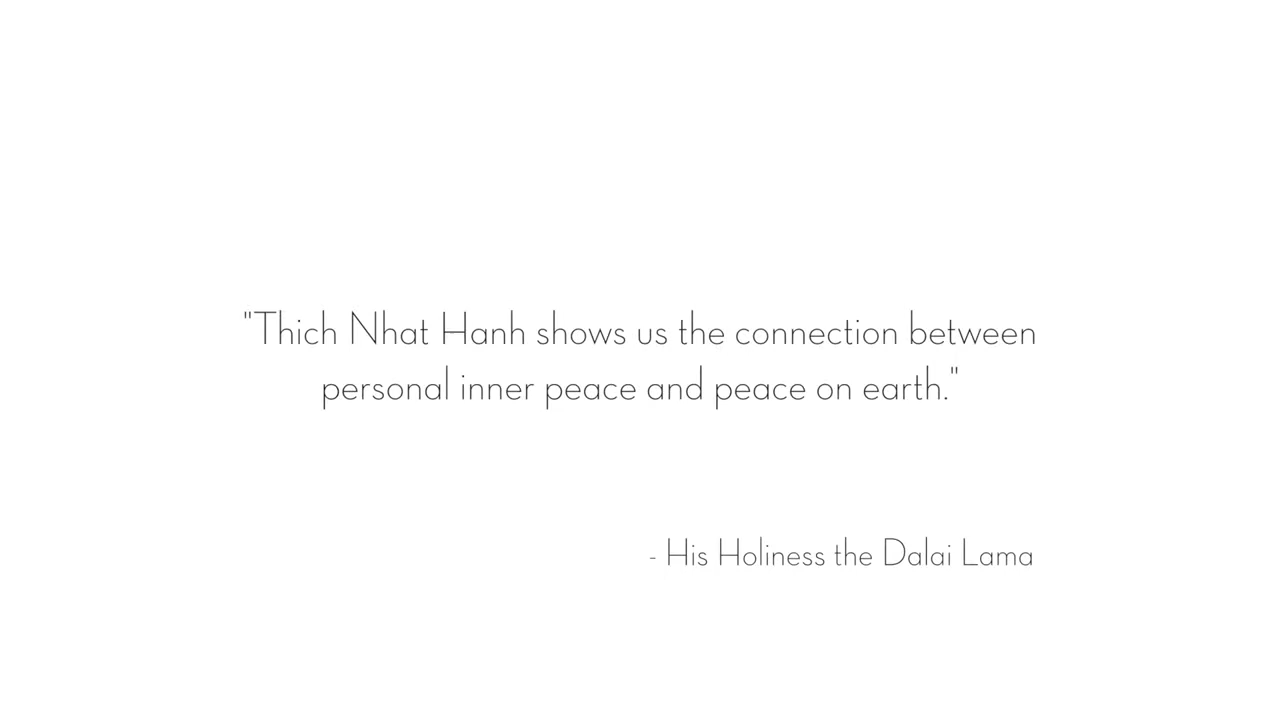 "Thich Nhat Hanh shows us the connection between
personal inner peace and peace on earth."
- His Holiness the Dalai Lama